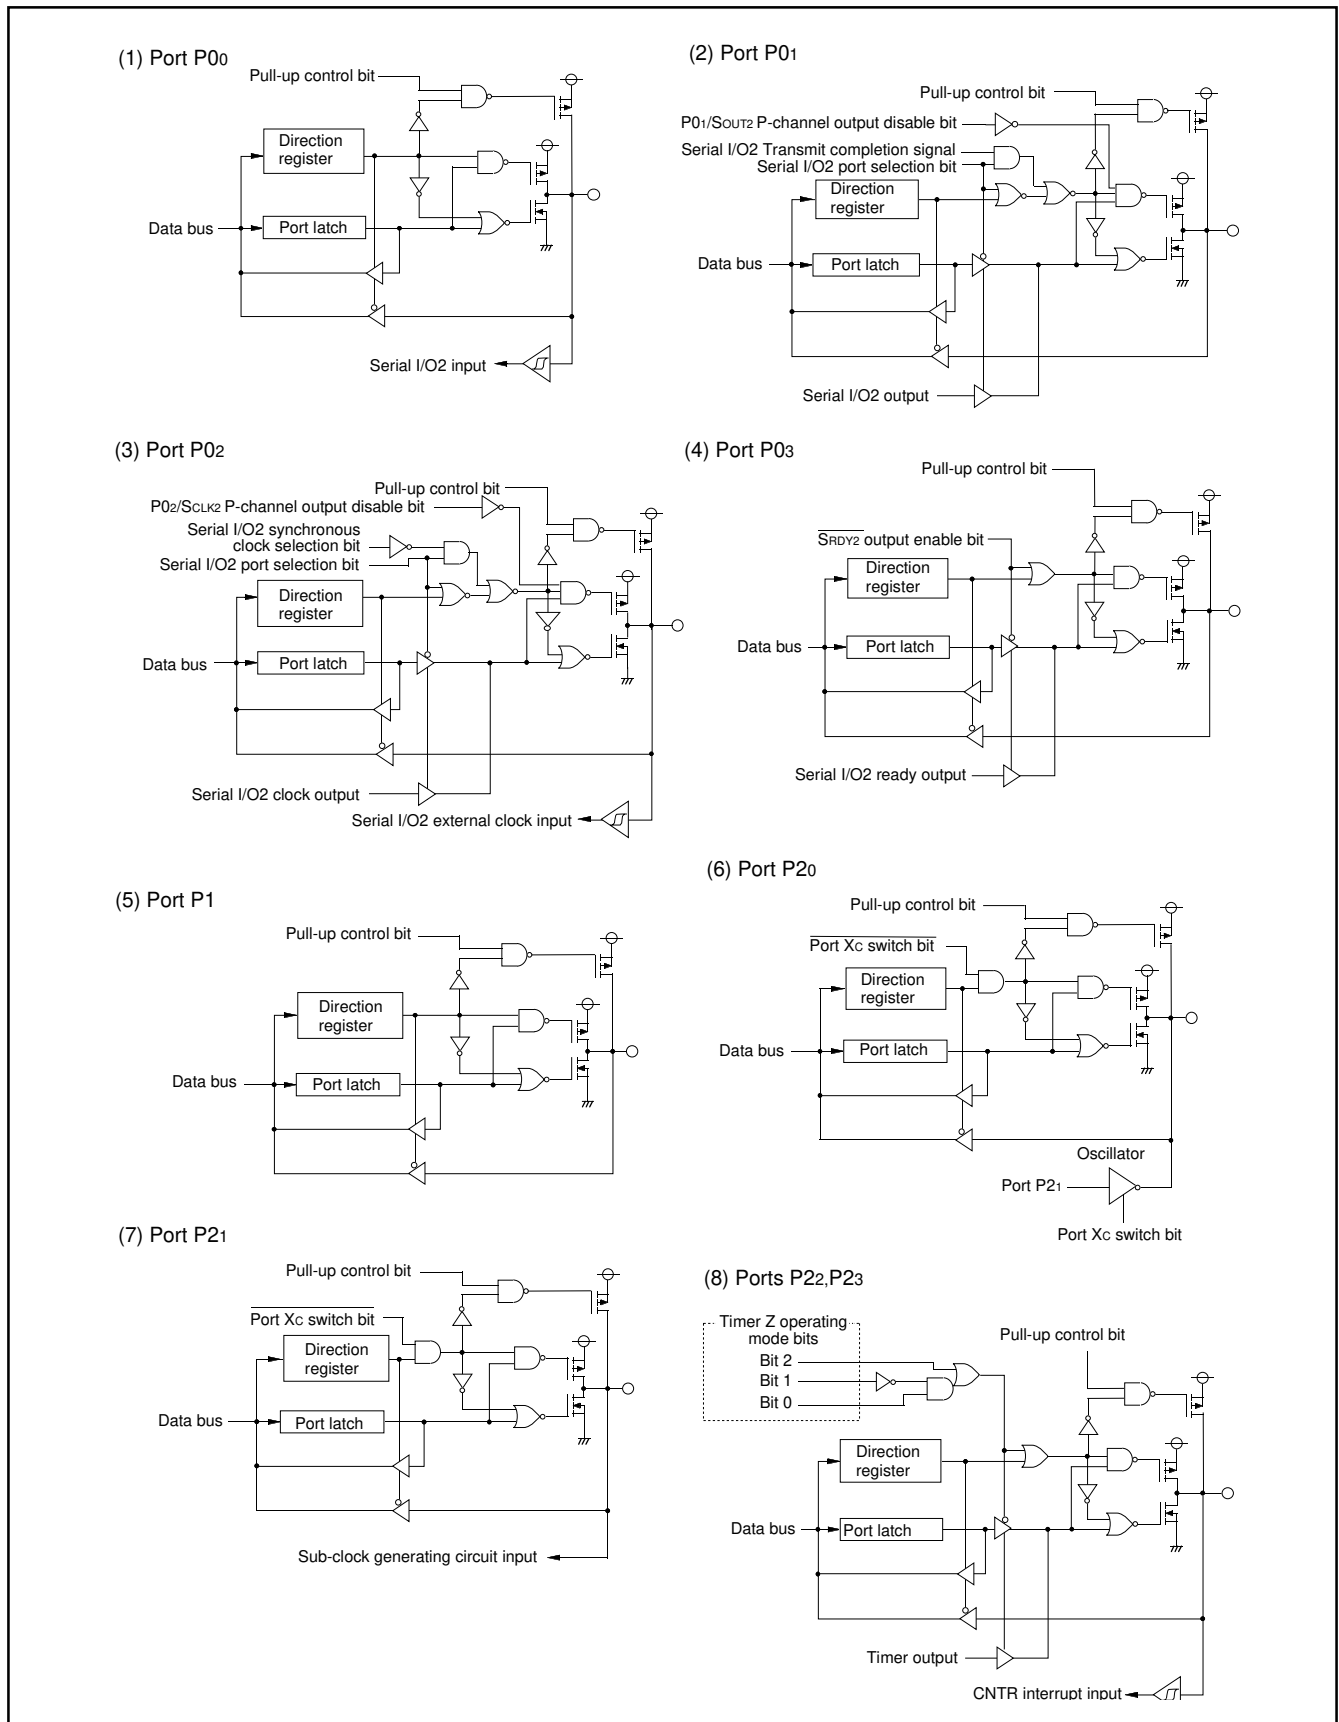 (1) Port P00
Pull-up control bit
Direction
register
Data bus
Port latch
Serial I/O2 input
(2) Port P01
Pull-up control bit
P01/SOUT2 P-channel output disable bit
Serial I/O2 Transmit completion signal
Serial I/O2 port selection bit
Direction
register
Data bus
Port latch
Serial I/O2 output
(3) Port P02
Pull-up control bit
P02/SCLK2 P-channel output disable bit
Serial I/O2 synchronous
clock selection bit
Serial I/O2 port selection bit
Direction
register
Data bus
Port latch
Serial I/O2 clock output
Serial I/O2 external clock input
(4) Port P03
Pull-up control bit
SRDY2 output enable bit
Direction
register
Data bus
Port latch
Serial I/O2 ready output
(5) Port P1
Pull-up control bit
Direction
register
Data bus
Port latch
(6) Port P20
Pull-up control bit
Port XC switch bit
Direction
register
Data bus
Port latch
Oscillator
Port P21
Port XC switch bit
(7) Port P21
Pull-up control bit
Port XC switch bit
Direction
register
Data bus
Port latch
Sub-clock generating circuit input
(8) Ports P22,P23
Timer Z operating
mode bits
Bit 2
Bit 1
Bit 0
Pull-up control bit
Direction
register
Data bus
Port latch
Timer output
CNTR interrupt input